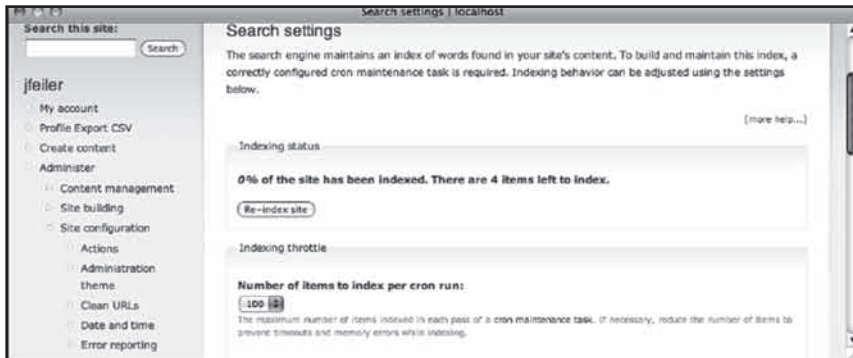 Search settings | localhost
Search this site:
Search
jfeiler
My account
Profile Export CSV
Create content
Administer
Content management
Site building
Site configuration
Actions
Administration
theme
Clean URLs
Date and time
Error reporting
Search settings
The search engine maintains an index of words found in your site's content. To build and maintain this index, a
correctly configured cron maintenance task is required. Indexing behavior can be adjusted using the settings
below.
[more help...]
Indexing status
0% of the site has been indexed. There are 4 items left to index.
Re-index site
Indexing throttle
Number of items to index per cron run:
100
The maximum number of items indexed in each pass of a cron maintenance task. If necessary, reduce the number of items to
prevent timeouts and memory errors while indexing.